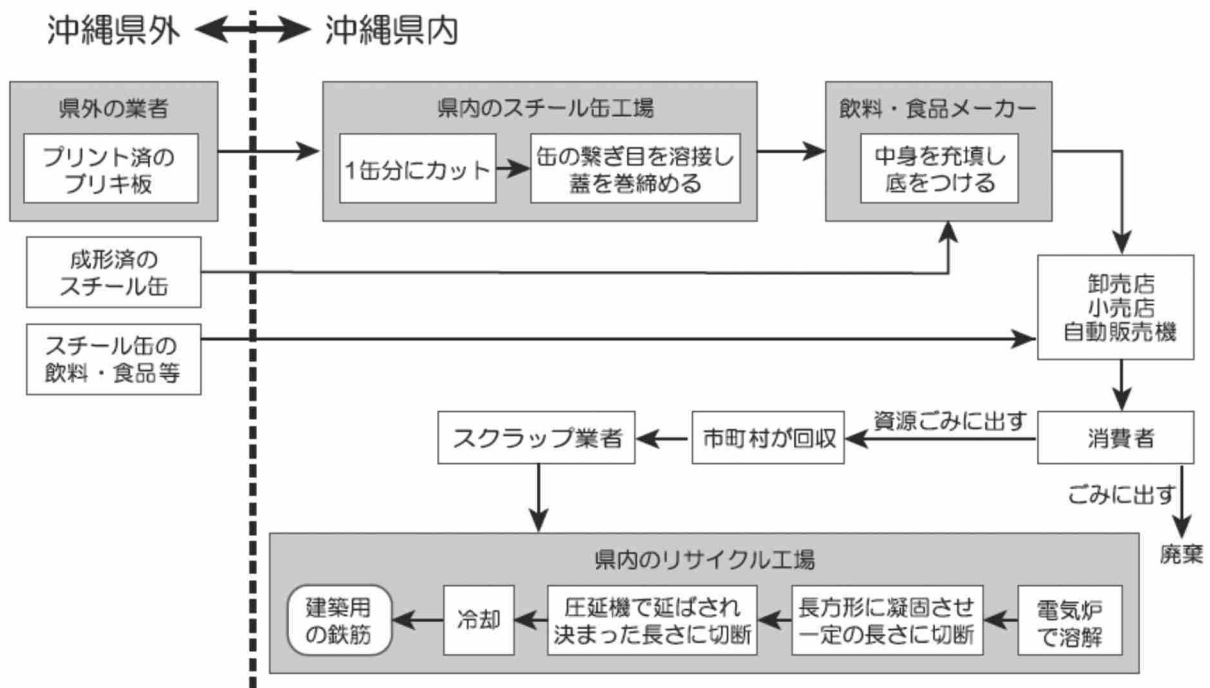 沖縄県外
沖縄県内
県外の業者
プリント済の
ブリキ板
県内のスチール缶工場
1缶分にカット
缶の繋ぎ目を溶接し
蓋を巻締める
飲料・食品メーカー
中身を充填し
底をつける
成形済の
スチール缶
スチール缶の
飲料・食品等
卸売店
小売店
自動販売機
消費者
資源ごみに出す
市町村が回収
スクラップ業者
ごみに出す
廃棄
県内のリサイクル工場
電気炉
で溶解
長方形に凝固させ
一定の長さに切断
圧延機で延ばされ
決まった長さに切断
冷却
建築用
の鉄筋